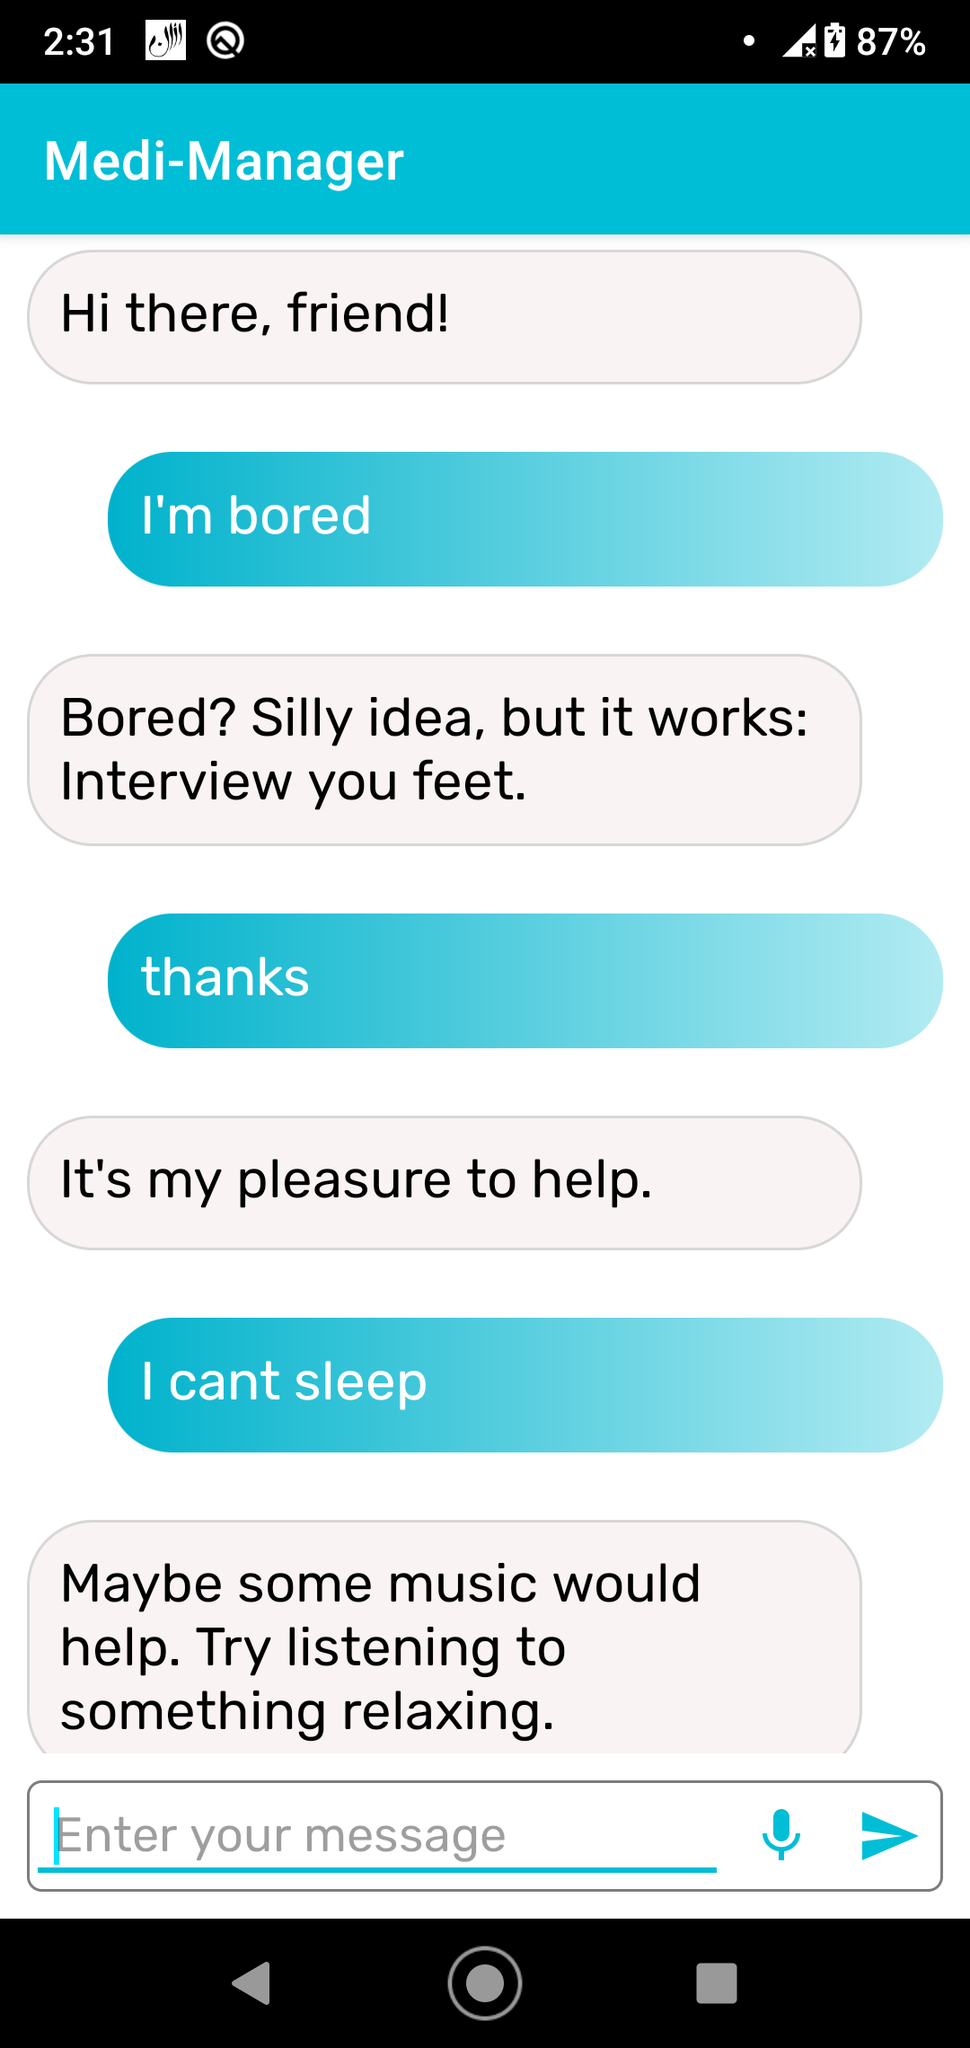 2:31
87%
Medi-Manager
Hi there, friend!
I'm bored
Bored? Silly idea, but it works:
Interview you feet.
thanks
It's my pleasure to help.
I cant sleep
Maybe some music would
help. Try listening to
something relaxing.
Enter your message